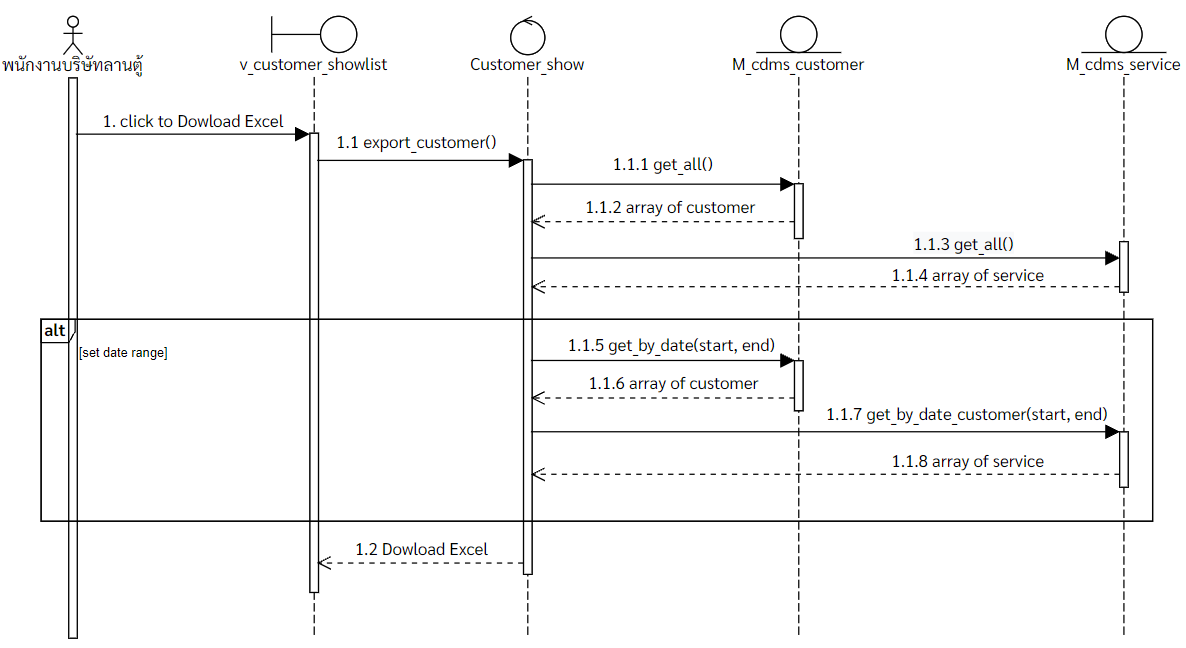 พนักงานบริษัทลานตู้
v_customer_showlist
Customer_show
M_cdms_customer
M_cdms_service
1. click to Dowload Excel
1.1 export_customer()
1.1.1 get_all()
1.1.2 array of customer
1.1.3 get_all()
1.1.4 array of service
alt
[set date range]
1.1.5 get_by_date(start, end)
1.1.6 array of customer
1.1.7 get_by_date_customer(start, end)
1.1.8 array of service
1.2 Dowload Excel